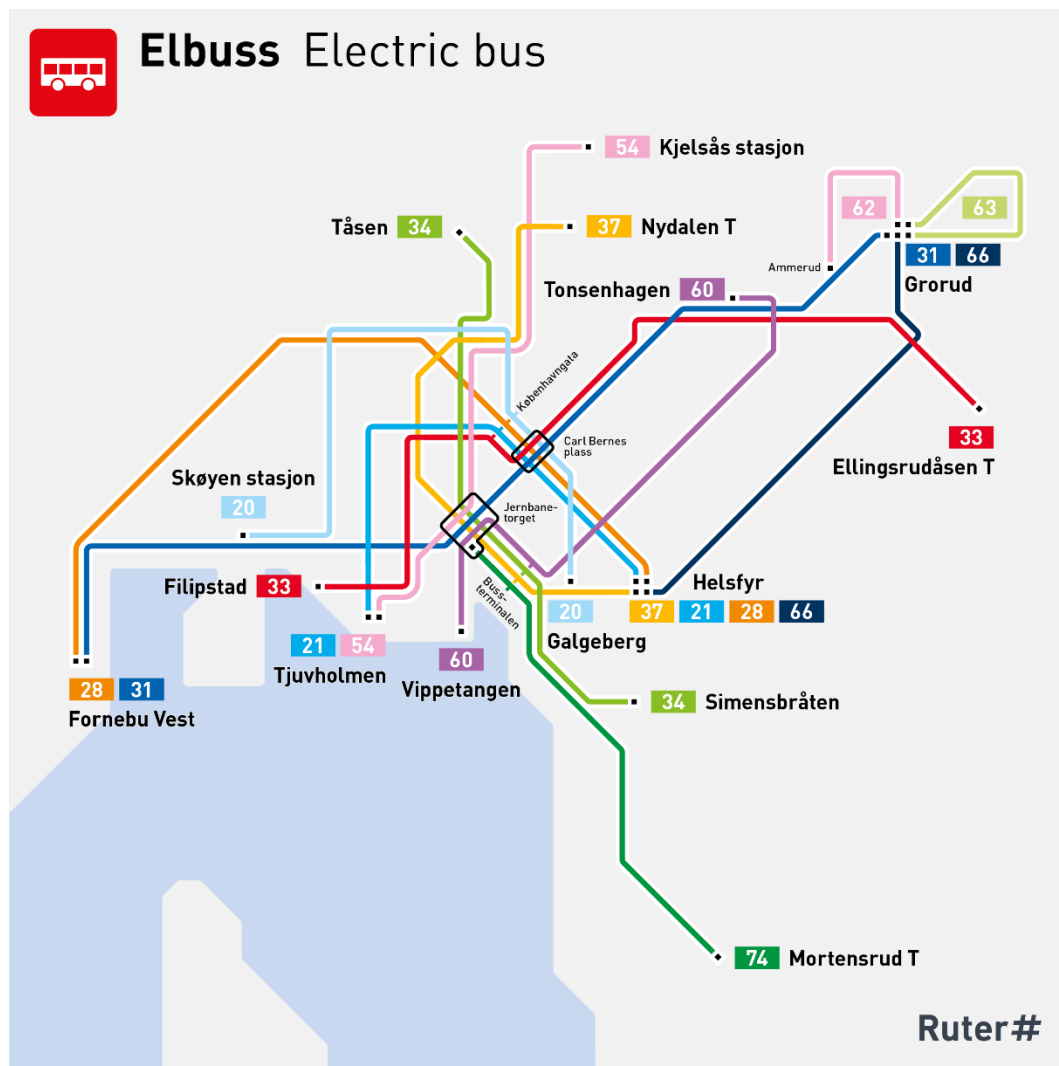 Elbuss Electric bus
54 Kjelsås stasjon
Tåsen 34
37 Nydalen T
62
63
31 66
Grorud
Ammerud
Tonsenhagen 60
Københavngata
Carl Bernes
plass
33
Ellingsrudåsen T
Skøyen stasjon
20
Jernbane-
torget
Filipstad 33
Buss-
terminalen
Helsfyr
20
37 21 28 66
Galgeberg
21 54
Tjuvholmen
60
Vippetangen
28 31
Fornebu Vest
34 Simensbråten
74 Mortensrud T
Ruter#